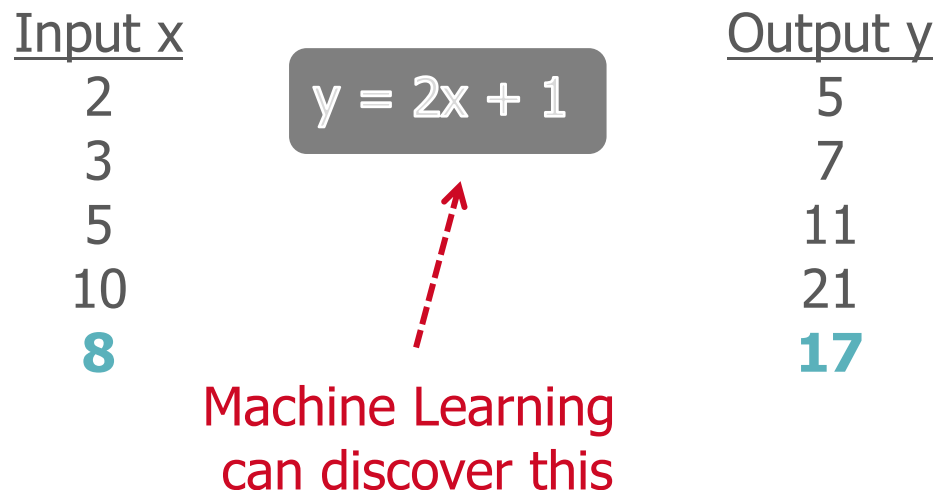 Input x
2
3
5
10
8
y = 2x + 1
Machine Learning
can discover this
Output y
5
7
11
21
17